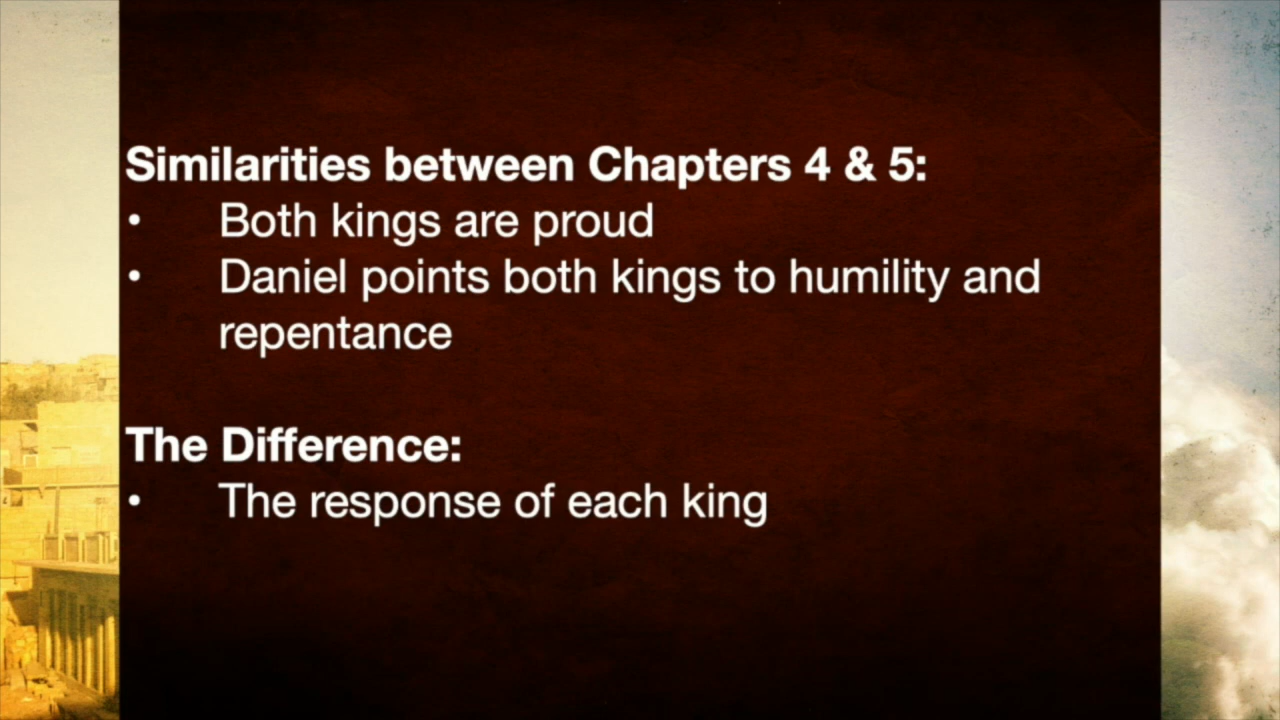 Similarities between Chapters 4 & 5:
• Both kings are proud
• Daniel points both kings to humility and
repentance
The Difference:
• The response of each king